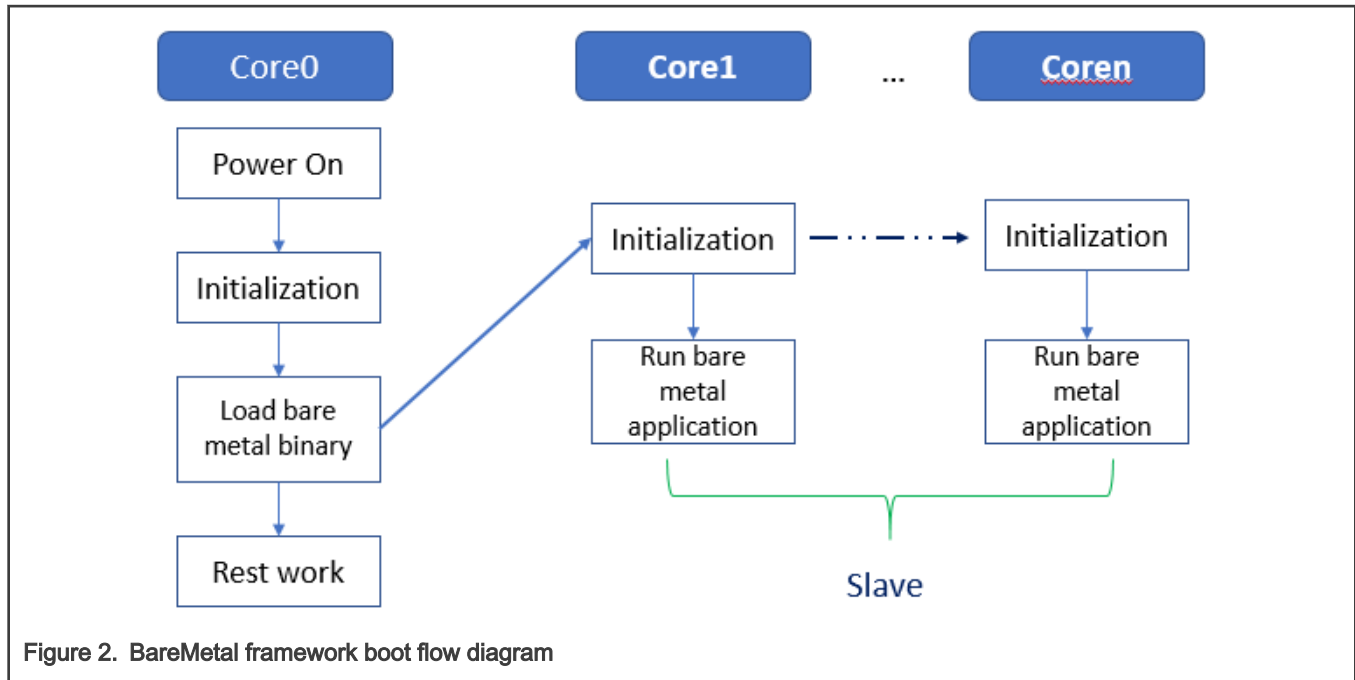 Core0
Core1
...
Coren
Power On
Initialization
Load bare
metal binary
Rest work
Initialization
Run bare
metal
application
Initialization
Run bare
metal
application
Slave
Figure 2. BareMetal framework boot flow diagram